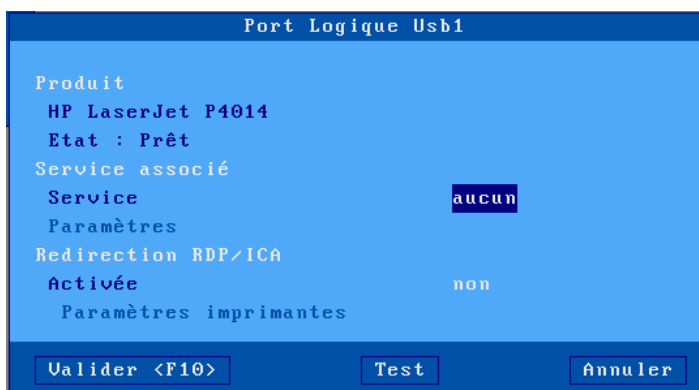 Port Logique Usb1
Produit
HP LaserJet P4014
Etat : Prêt
Service associé
Service aucun
Paramètres
Redirection RDP/ICA
Activée non
Paramètres imprimantes
Valider <F10> Test Annuler